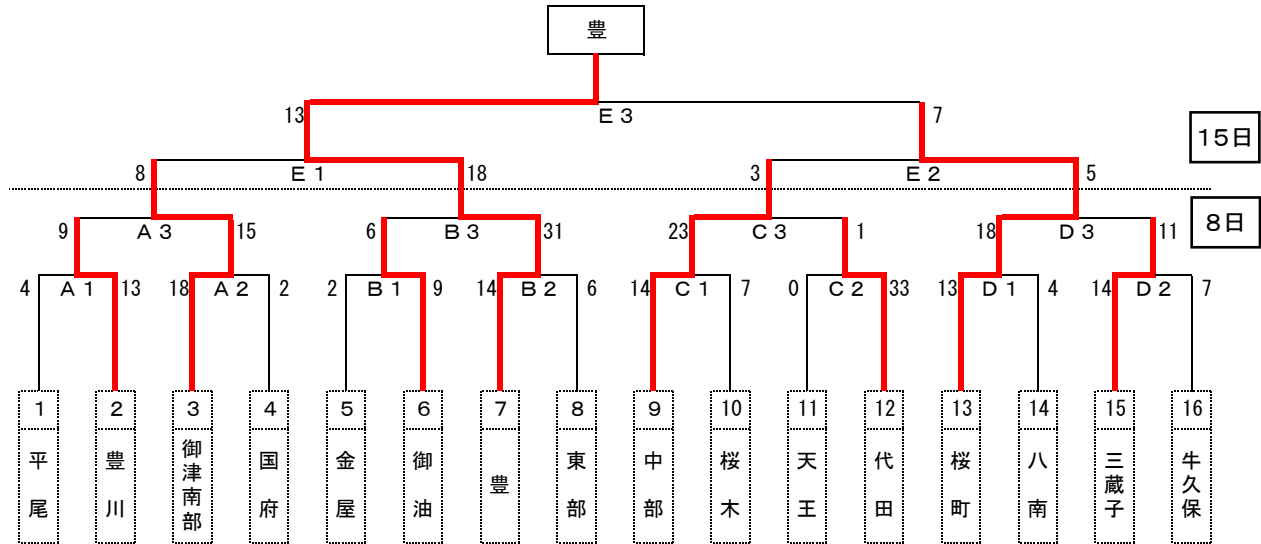 豊
13 E3 7
15日
8 E1 18 3 E2 5
8日
9 A3 15 6 B3 31 23 C3 1 18 D3 11
4 A1 13 18 A2 2 2 B1 9 14 B2 6 14 C1 7 0 C2 33 13 D1 4 14 D2 7
1 2 3 4 5 6 7 8 9 10 11 12 13 14 15 16
平尾
豊川
御津南部
国府
金屋
御油
豊
東部
中部
桜木
天王
代田
桜町
八南
三蔵子
牛久保